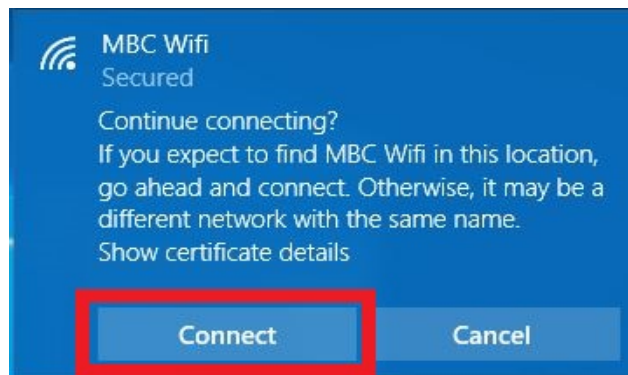 MBC Wifi
Secured
Continue connecting?
If you expect to find MBC Wifi in this location,
go ahead and connect. Otherwise, it may be a
different network with the same name.
Show certificate details
Connect Cancel